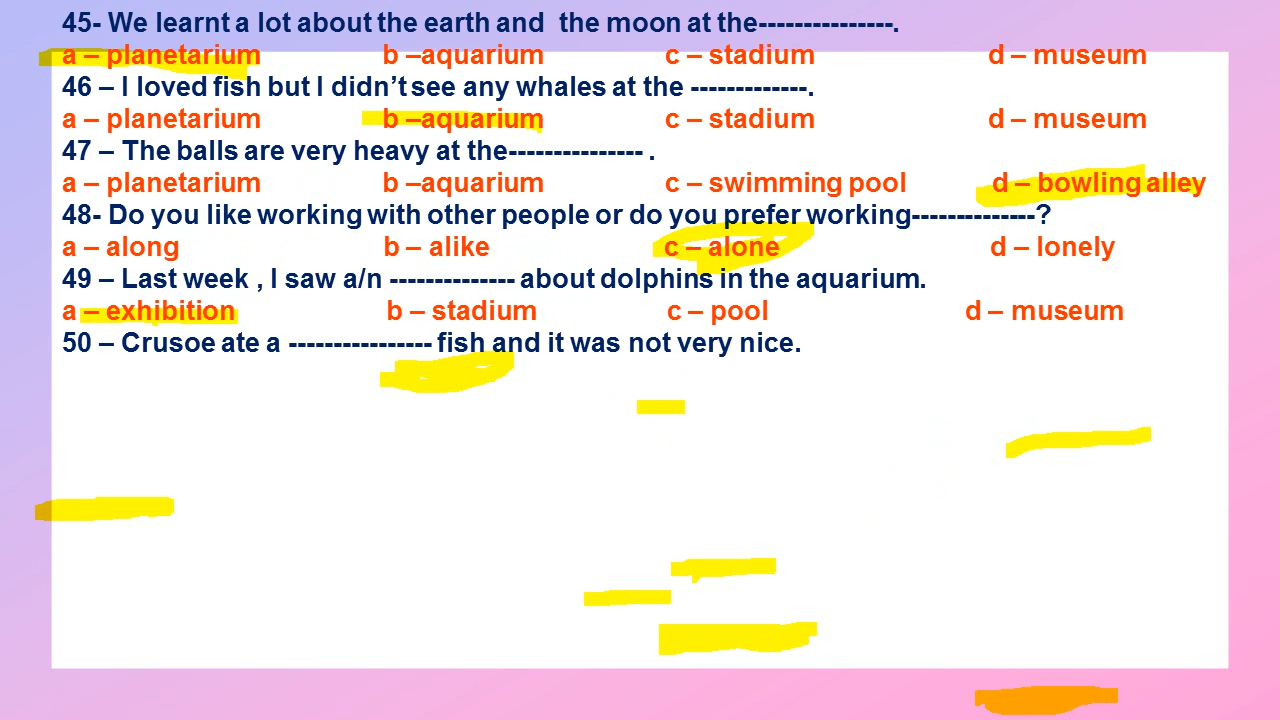 45- We learnt a lot about the earth and the moon at the---------------.
a – planetarium b –aquarium c – stadium d – museum
46 – I loved fish but I didn't see any whales at the -------------.
a – planetarium b –aquarium c – stadium d – museum
47 – The balls are very heavy at the--------------- .
a – planetarium b –aquarium c – swimming pool d – bowling alley
48- Do you like working with other people or do you prefer working--------------?
a – along b – alike c – alone d – lonely
49 – Last week , I saw a/n -------------- about dolphins in the aquarium.
a – exhibition b – stadium c – pool d – museum
50 – Crusoe ate a ---------------- fish and it was not very nice.